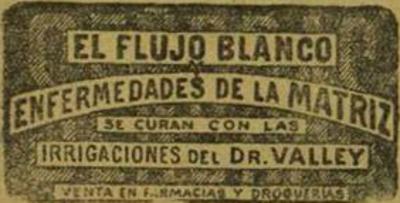 EL FLUJO BLANCO
Y
ENFERMEDADES DE LA MATRIZ
SE CURAN CON LAS
IRRIGACIONES DEL DR. VALLEY
VENTA EN FARMACIAS Y DROGUERIAS